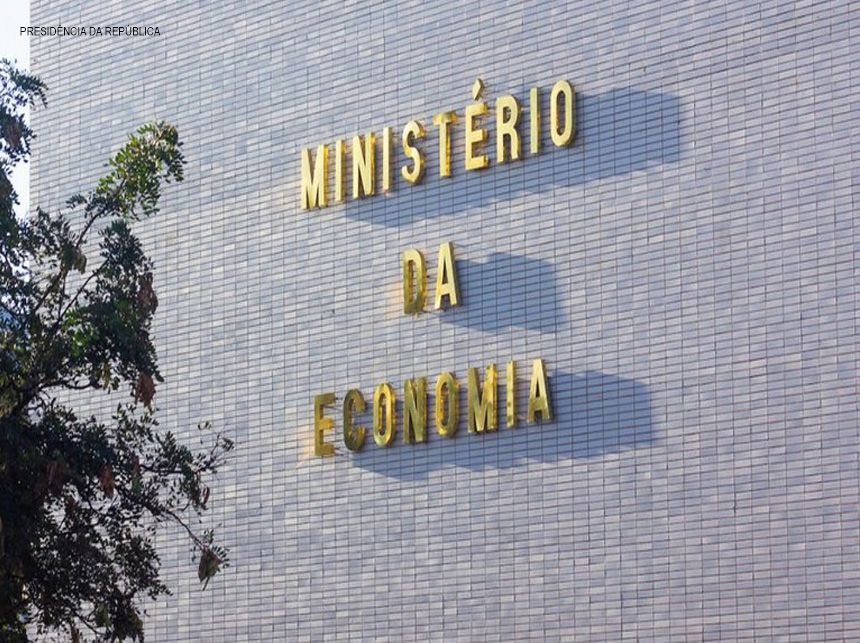 PRESIDÊNCIA DA REPÚBLICA
MINISTÉRIO
DA
ECONOMIA